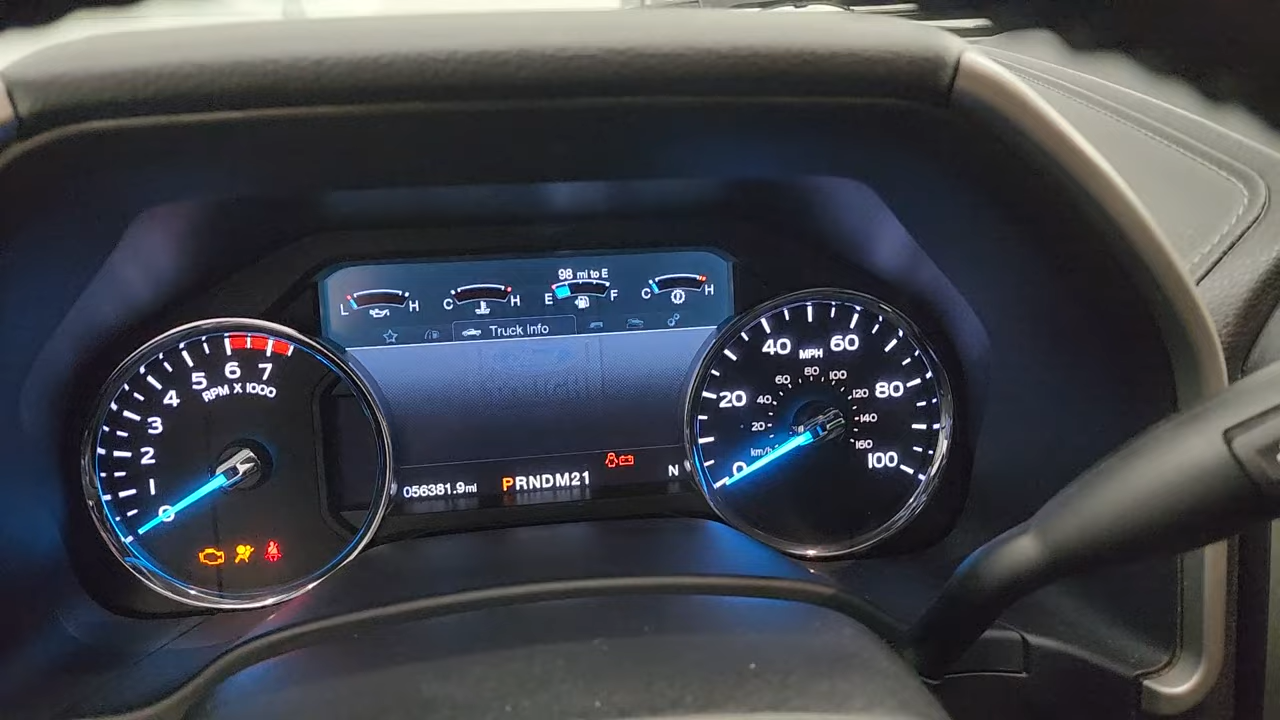 98 mi to E
L H
C H
E F
C H
Truck Info
0 1 2 3 4 5 6 7
RPM X 1000
0 20 40 60 80 100
MPH
20 40 60 80 100 120 140 160
km/h
056381.9mi
PRNDM21
N